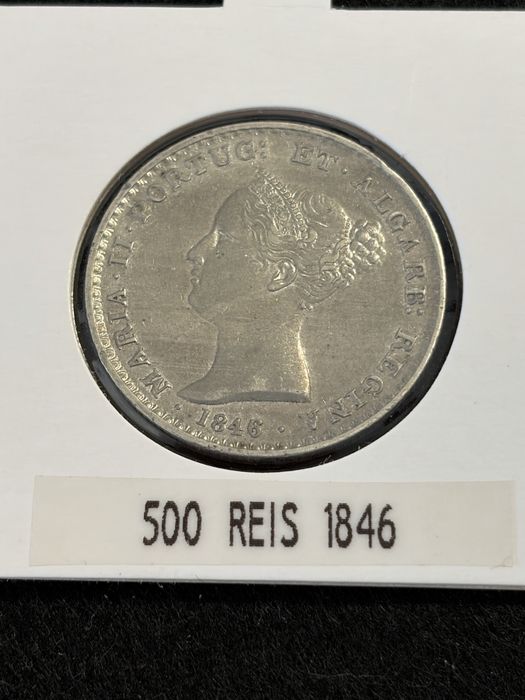 MARIA·II·PORTUG: ET·ALGARB: REGINA
·1846·
500 REIS 1846